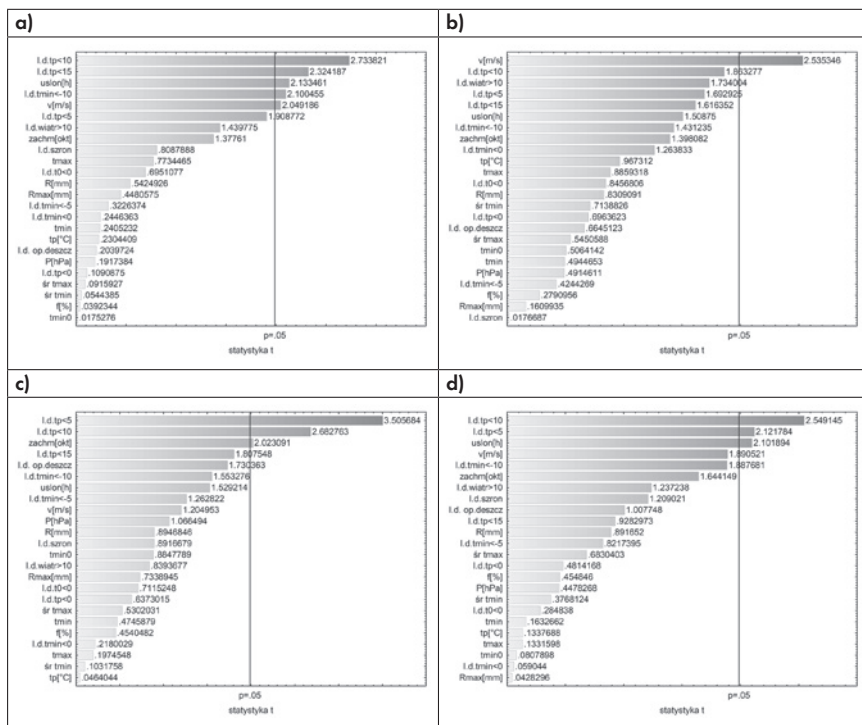 a)
l.d.tp<10 2.733821
l.d.tp<15 2.324187
usłon[h] 2.133461
l.d.tmin<-10 2.100455
v[m/s] 2.049186
l.d.tp<5 1.908772
l.d.wiatr>10 1.439775
zachm[okt] 1.37761
l.d.szron .8087888
tmax .7734465
l.d.t0<0 .6951077
R[mm] .5424926
Rmax[mm] .4480575
l.d.tmin<-5 .3226374
l.d.tmin<0 .2446363
tmin .2405232
tp[°C] .2304409
l.d. op.deszcz .2039724
P[hPa] .1917384
l.d.tp<0 .1090875
śr tmax .0915927
śr tmin .0544385
f[%] .0392344
tmin0 .0175276
p=.05
statystyka t
b)
v[m/s] 2.535346
l.d.tp<10 1.863277
l.d.wiatr>10 1.734004
l.d.tp<5 1.692925
l.d.tp<15 1.616352
usłon[h] 1.50875
l.d.tmin<-10 1.431235
zachm[okt] 1.398082
l.d.tmin<0 1.263833
tp[°C] .967312
tmax .8859318
l.d.t0<0 .8456806
R[mm] .8309091
śr tmin .7138826
l.d.tp<0 .6963623
l.d. op.deszcz .6645123
śr tmax .5450588
tmin0 .5064142
tmin .4944653
P[hPa] .4914611
l.d.tmin<-5 .4244269
f[%] .2790956
Rmax[mm] .1609935
l.d.szron .0176687
p=.05
statystyka t
c)
l.d.tp<5 3.505684
l.d.tp<10 2.682763
zachm[okt] 2.023091
l.d.tp<15 1.807548
l.d. op.deszcz 1.730363
l.d.tmin<-10 1.553276
usłon[h] 1.529214
l.d.tmin<-5 1.262822
v[m/s] 1.204953
P[hPa] 1.066494
R[mm] .8946846
l.d.szron .8916679
tmin0 .8847789
l.d.wiatr>10 .8393677
Rmax[mm] .7338945
l.d.t0<0 .7115248
l.d.tp<0 .6373015
śr tmax .5302031
tmin .4745879
f[%] .4540482
l.d.tmin<0 .2180029
tmax .1974548
śr tmin .1031758
tp[°C] .0464044
p=.05
statystyka t
d)
l.d.tp<10 2.549145
l.d.tp<5 2.121784
usłon[h] 2.101894
v[m/s] 1.890521
l.d.tmin<-10 1.887681
zachm[okt] 1.644149
l.d.wiatr>10 1.237238
l.d.szron 1.209021
l.d. op.deszcz 1.007748
l.d.tp<15 .9282973
R[mm] .891652
l.d.tmin<-5 .8217395
śr tmax .6830403
l.d.tp<0 .4814168
f[%] .454846
P[hPa] .4478268
śr tmin .3768124
l.d.t0<0 .284838
tmin .1632662
tp[°C] .1337688
tmax .1331598
tmin0 .0807898
l.d.tmin<0 .059044
Rmax[mm] .0428296
p=.05
statystyka t